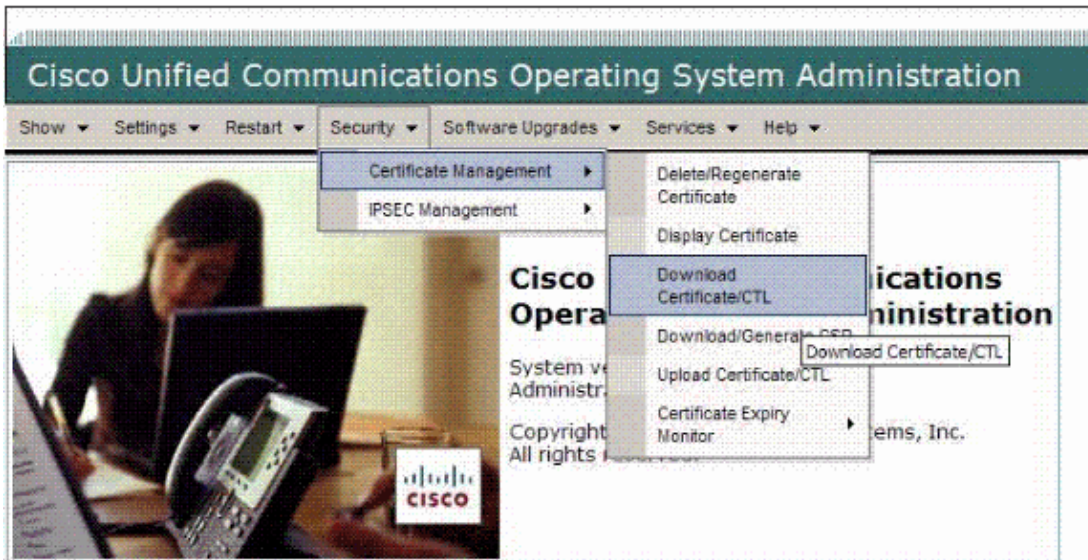 Cisco Unified Communications Operating System Administration
Show Settings Restart Security Software Upgrades Services Help
Certificate Management
IPSEC Management
Delete/Regenerate
Certificate
Display Certificate
Download
Certificate/CTL
Download/Generate CSR
Download Certificate/CTL
Upload Certificate/CTL
Certificate Expiry
Monitor
Cisco ications
Opera ministration
System ve
Administr
Copyright tems, Inc.
All rights
CISCO